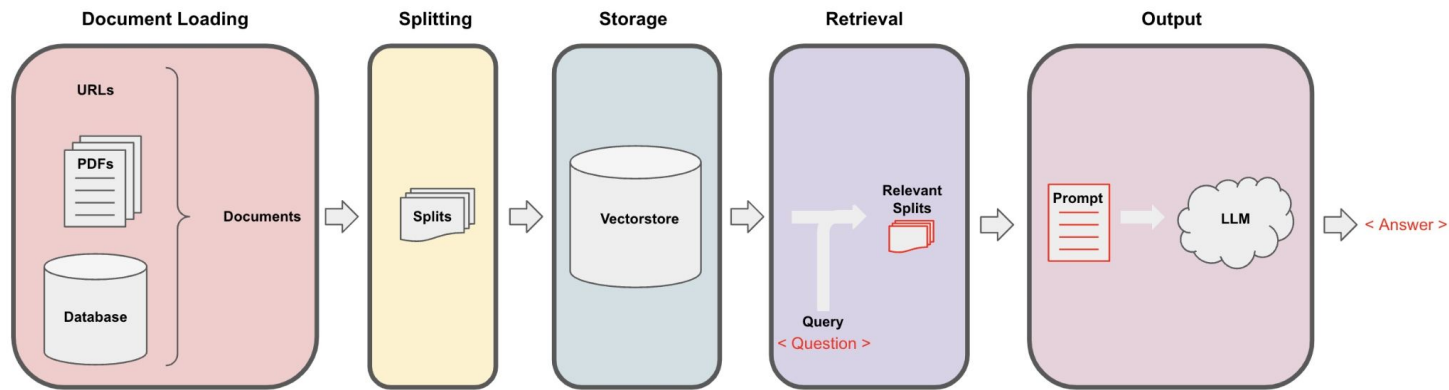 Document Loading
Splitting
Storage
Retrieval
Output
URLs
PDFs
Documents
Database
Splits
Vectorstore
Relevant
Splits
Query
< Question >
Prompt
LLM
< Answer >